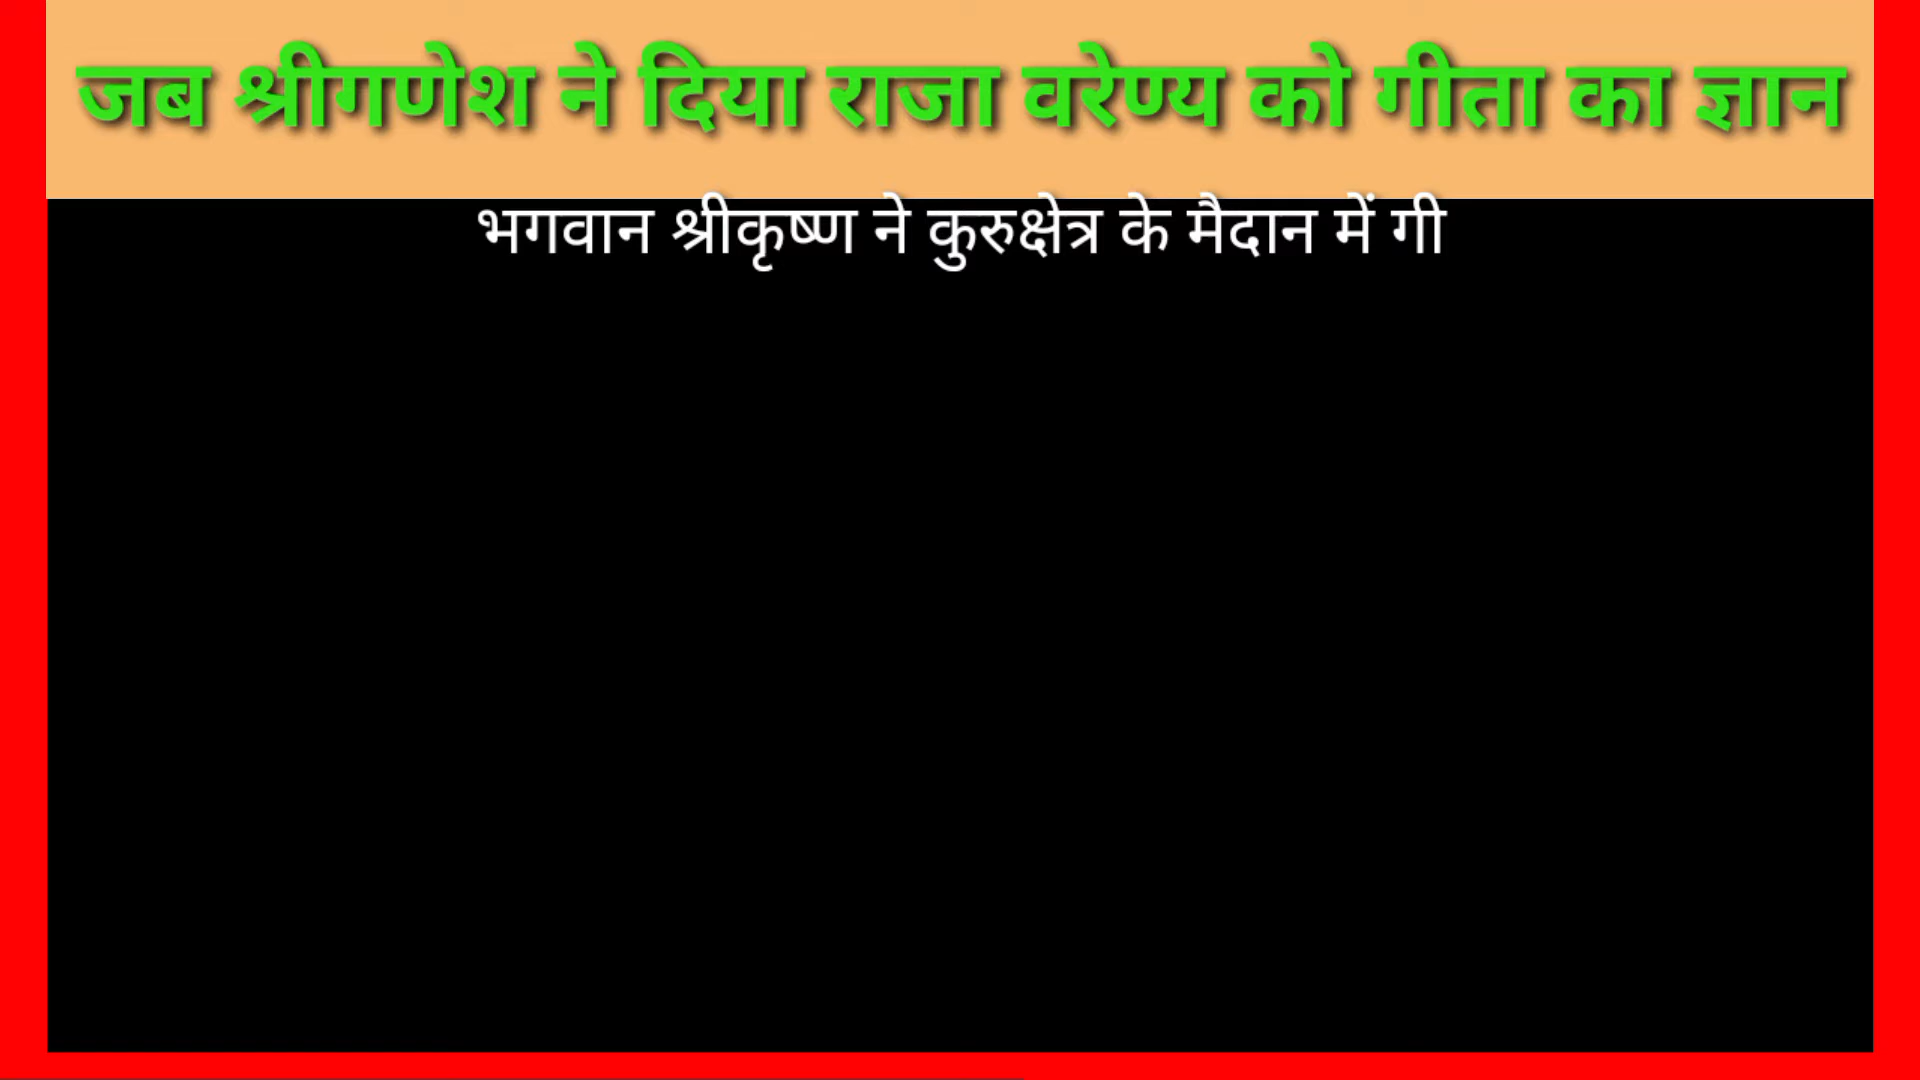 जब श्रीगणेश ने दिया राजा वरेण्य को गीता का ज्ञान
भगवान श्रीकृष्ण ने कुरुक्षेत्र के मैदान में गी